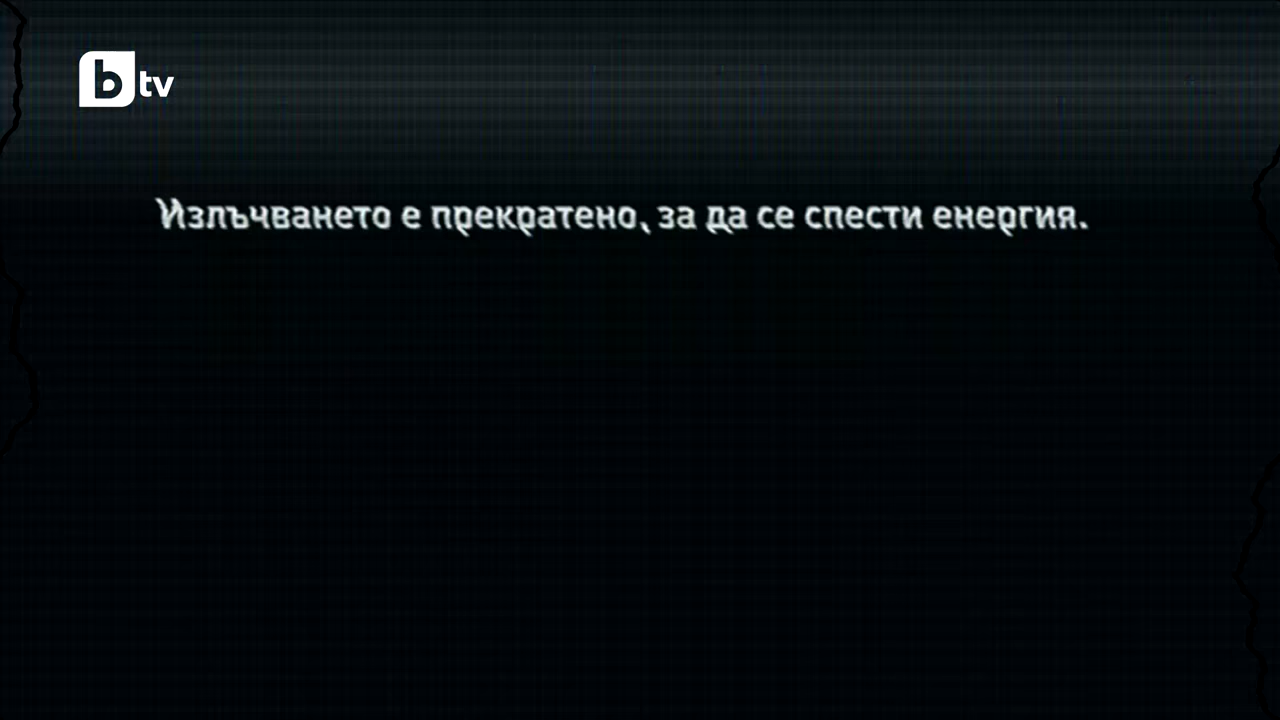 btv
Излъчването е прекратено, за да се спести енергия.